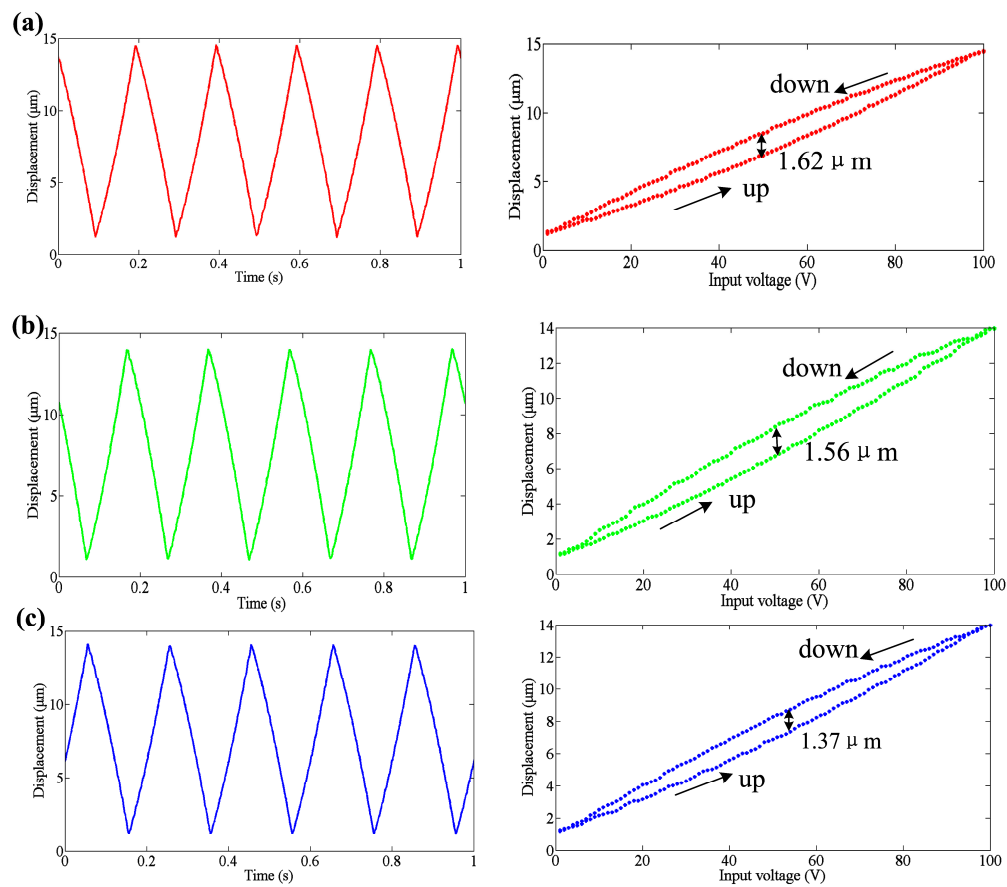 (a)
15
10
5
0
Displacement (μm)
0 0.2 0.4 0.6 0.8 1
Time (s)
15
10
5
0
Displacement (μm)
down
1.62 μ m
up
0 20 40 60 80 100
Input voltage (V)
(b)
15
10
5
0
Displacement (μm)
0 0.2 0.4 0.6 0.8 1
Time (s)
14
12
10
8
6
4
2
0
Displacement (μm)
down
1.56 μ m
up
0 20 40 60 80 100
Input voltage (V)
(c)
15
10
5
0
Displacement (μm)
0 0.2 0.4 0.6 0.8 1
Time (s)
14
12
10
8
6
4
2
0
Displacement (μm)
down
1.37 μ m
up
0 20 40 60 80 100
Input voltage (V)